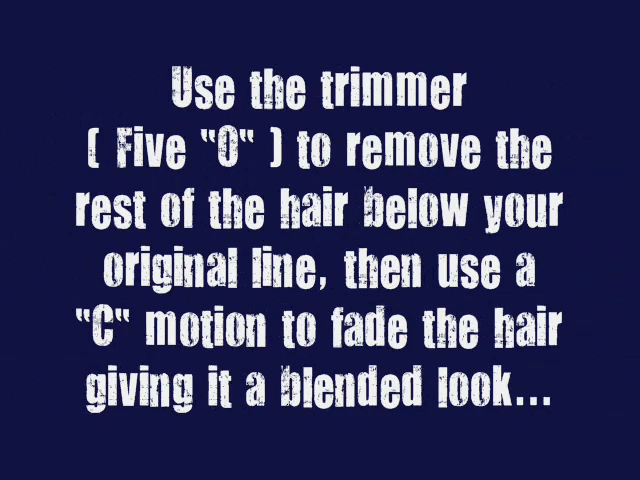 Use the trimmer
( Five "O" ) to remove the
rest of the hair below your
original line, then use a
"C" motion to fade the hair
giving it a blended look...